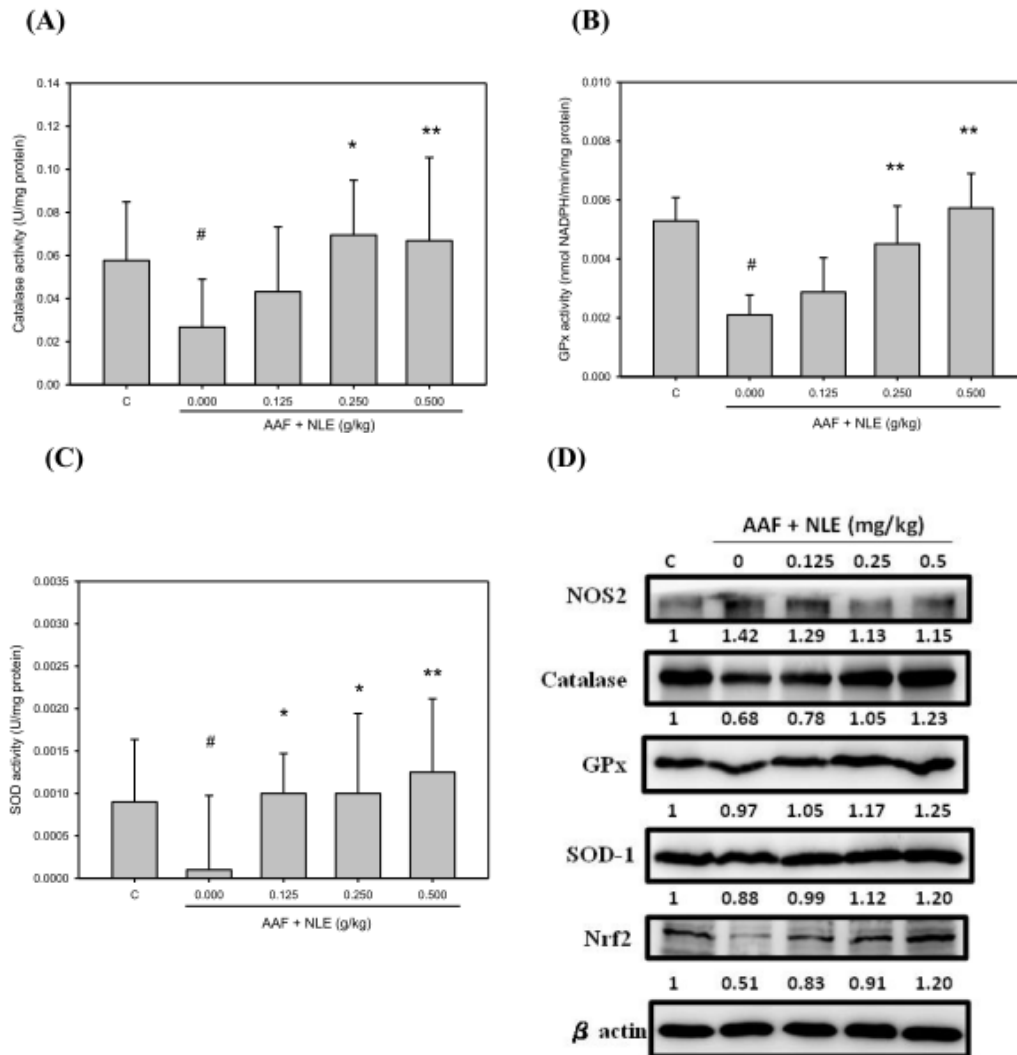 (A)
Catalase activity (U/mg protein)
0.14
0.12
0.10
0.08
0.06
0.04
0.02
0.00
#
*
**
C 0.000 0.125 0.250 0.500
AAF + NLE (g/kg)
(B)
GPx activity (nmol NADPH/min/mg protein)
0.010
0.008
0.006
0.004
0.002
0.000
#
**
**
C 0.000 0.125 0.250 0.500
AAF + NLE (g/kg)
(C)
SOD activity (U/mg protein)
0.0035
0.0030
0.0025
0.0020
0.0015
0.0010
0.0005
0.0000
#
*
*
**
C 0.000 0.125 0.250 0.500
AAF + NLE (g/kg)
(D)
AAF + NLE (mg/kg)
C 0 0.125 0.25 0.5
NOS2
1 1.42 1.29 1.13 1.15
Catalase
1 0.68 0.78 1.05 1.23
GPx
1 0.97 1.05 1.17 1.25
SOD-1
1 0.88 0.99 1.12 1.20
Nrf2
1 0.51 0.83 0.91 1.20
β actin